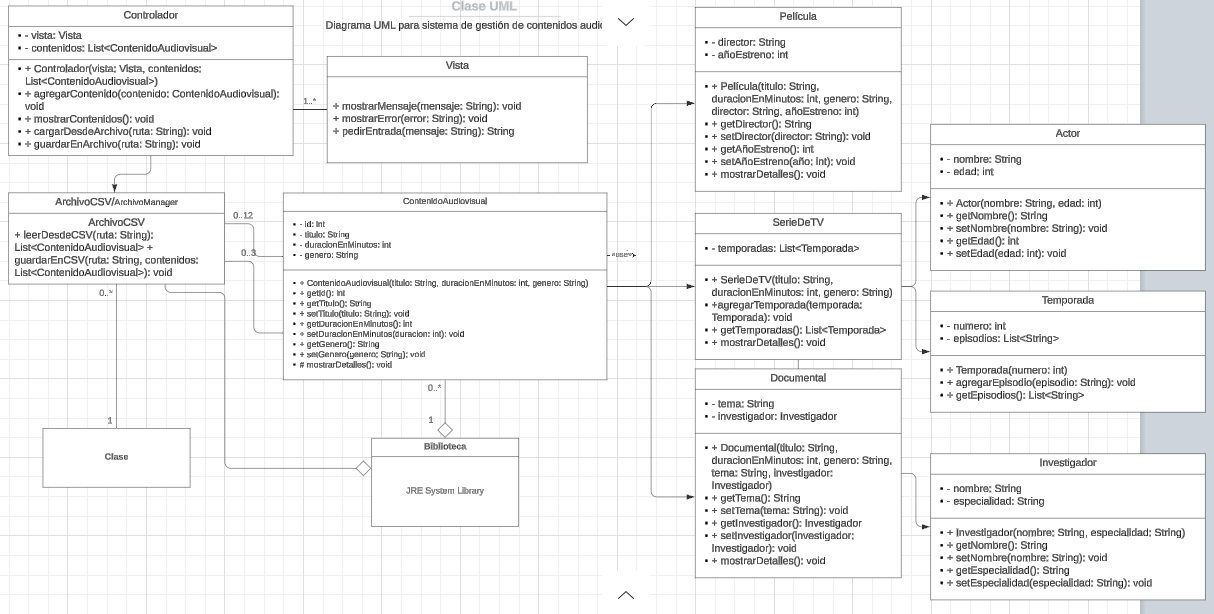 Clase UML
Diagrama UML para sistema de gestión de contenidos audio
Controlador
- vista: Vista
- contenidos: List<ContenidoAudiovisual>
+ Controlador(vista: Vista, contenidos:
List<ContenidoAudiovisual>)
+ agregarContenido(contenido: ContenidoAudiovisual):
void
+ mostrarContenidos(): void
+ cargarDesdeArchivo(ruta: String): void
+ guardarEnArchivo(ruta: String): void
1..*
Vista
+ mostrarMensaje(mensaje: String): void
+ mostrarError(error: String): void
+ pedirEntrada(mensaje: String): String
ArchivoCSV/ArchivoManager
ArchivoCSV
+ leerDesdeCSV(ruta: String):
List<ContenidoAudiovisual> +
guardarEnCSV(ruta: String, contenidos:
List<ContenidoAudiovisual>): void
0..12
0..3
0..*
1
Clase
ContenidoAudiovisual
- id: int
- titulo: String
- duracionEnMinutos: int
- genero: String
+ ContenidoAudiovisual(titulo: String, duracionEnMinutos: int, genero: String)
+ getId(): int
+ getTitulo(): String
+ setTitulo(titulo: String): void
+ getDuracionEnMinutos(): int
+ setDuracionEnMinutos(duracion: int): void
+ getGenero(): String
+ setGenero(genero: String): void
# mostrarDetalles(): void
«use»
0..*
1
Biblioteca
JRE System Library
Película
- director: String
- añoEstreno: int
+ Película(titulo: String,
duracionEnMinutos: int, genero: String,
director: String, añoEstreno: int)
+ getDirector(): String
+ setDirector(director: String): void
+ getAñoEstreno(): int
+ setAñoEstreno(año: int): void
+ mostrarDetalles(): void
SerieDeTV
- temporadas: List<Temporada>
+ SerieDeTV(titulo: String,
duracionEnMinutos: int, genero: String)
+agregarTemporada(temporada:
Temporada): void
+ getTemporadas(): List<Temporada>
+ mostrarDetalles(): void
Documental
- tema: String
- investigador: Investigador
+ Documental(titulo: String,
duracionEnMinutos: int, genero: String,
tema: String, investigador:
Investigador)
+ getTema(): String
+ setTema(tema: String): void
+ getInvestigador(): Investigador
+ setInvestigador(investigador:
Investigador): void
+ mostrarDetalles(): void
Actor
- nombre: String
- edad: int
+ Actor(nombre: String, edad: int)
+ getNombre(): String
+ setNombre(nombre: String): void
+ getEdad(): int
+ setEdad(edad: int): void
Temporada
- numero: int
- episodios: List<String>
+ Temporada(numero: int)
+ agregarEpisodio(episodio: String): void
+ getEpisodios(): List<String>
Investigador
- nombre: String
- especialidad: String
+ Investigador(nombre: String, especialidad: String)
+ getNombre(): String
+ setNombre(nombre: String): void
+ getEspecialidad(): String
+ setEspecialidad(especialidad: String): void